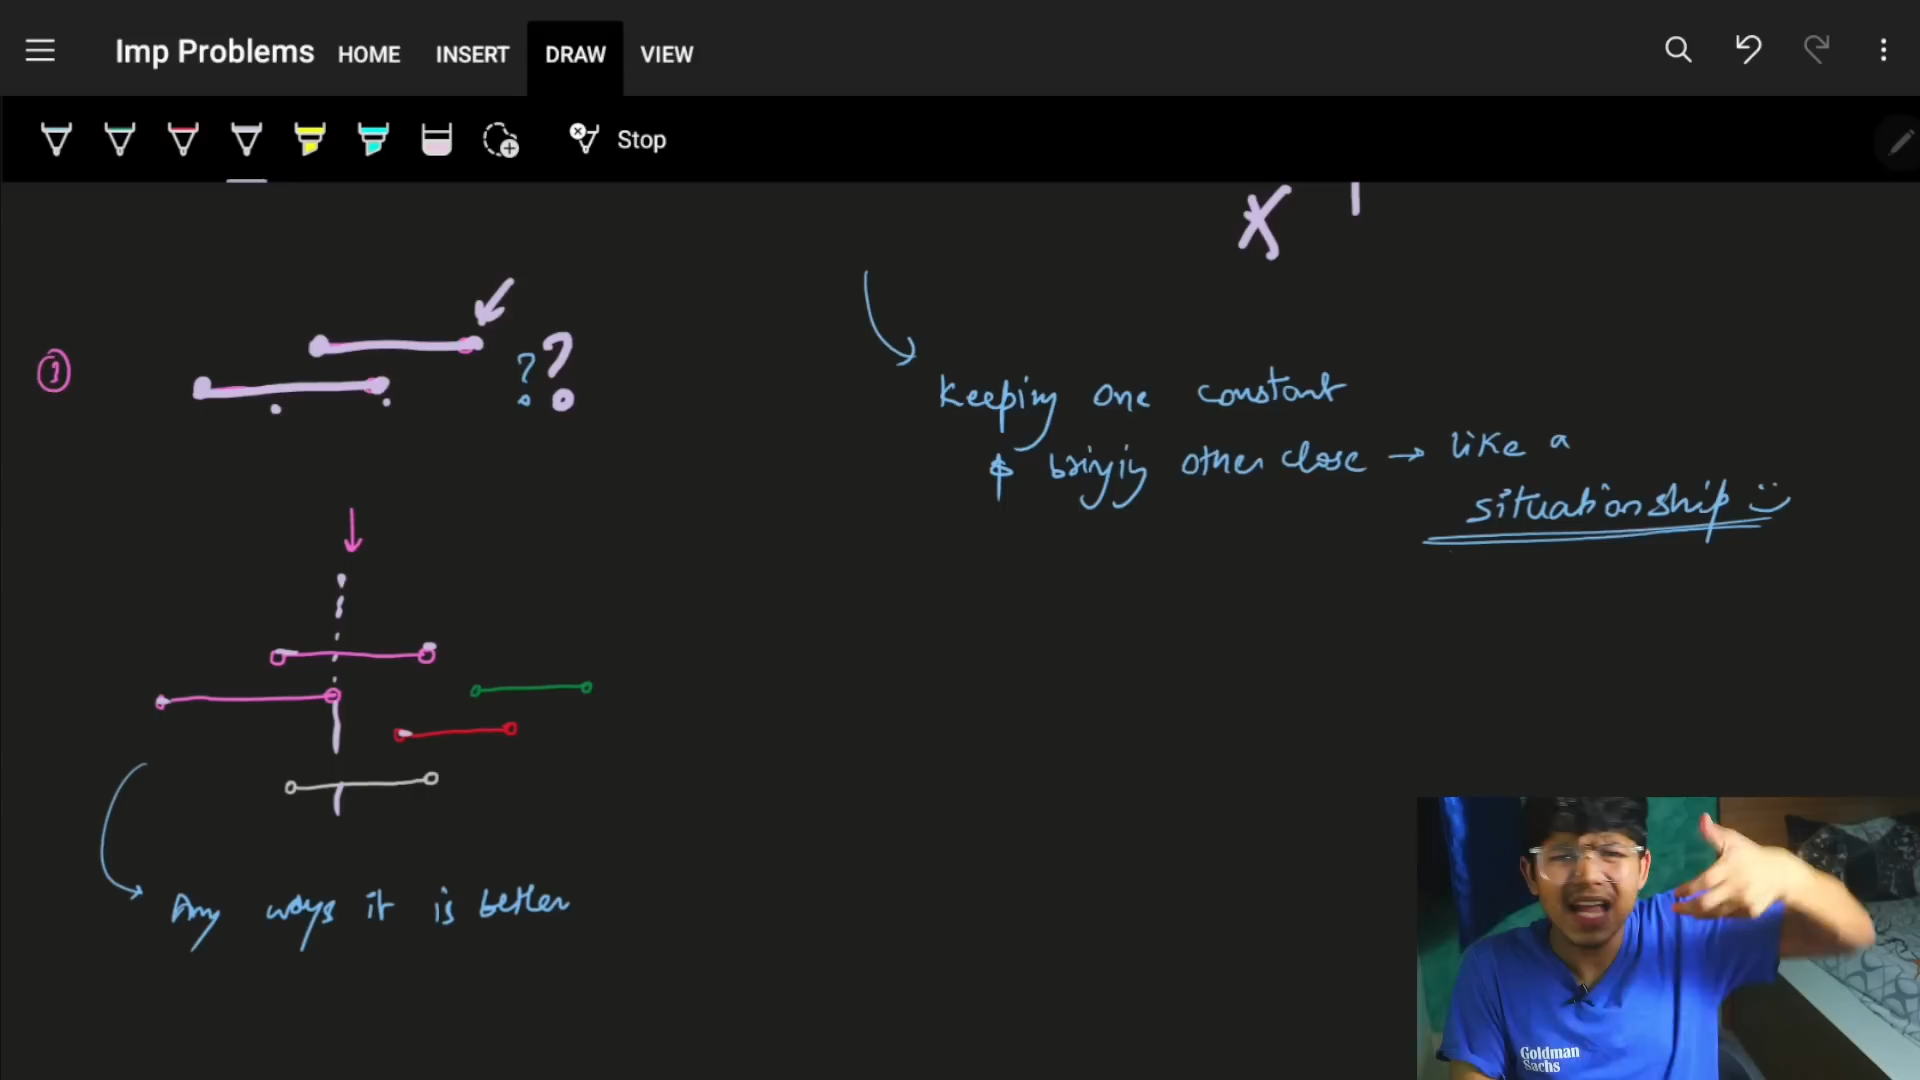 Imp Problems HOME INSERT DRAW VIEW
Stop
X
①
? ?
Keeping one constant
& bringing other close → like a
situationship
Any ways it is better
Goldman
Sachs